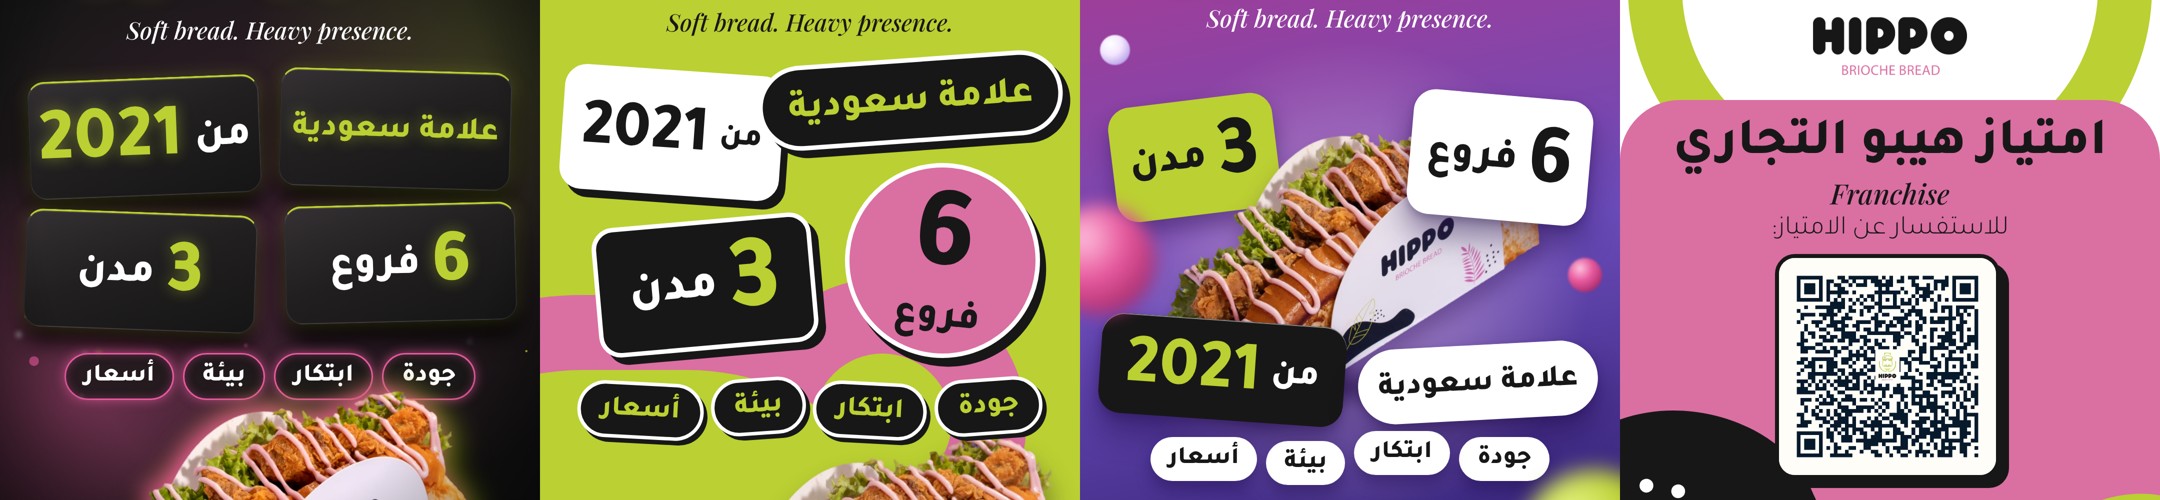 Soft bread. Heavy presence.
علامة سعودية
من 2021
6 فروع
3 مدن
جودة
ابتكار
بيئة
أسعار
Soft bread. Heavy presence.
علامة سعودية
من 2021
6
فروع
3 مدن
جودة
ابتكار
بيئة
أسعار
Soft bread. Heavy presence.
6 فروع
3 مدن
HIPPO
BRIOCHE BREAD
من 2021
علامة سعودية
جودة
ابتكار
بيئة
أسعار
HIPPO
BRIOCHE BREAD
امتياز هيبو التجاري
Franchise
للاستفسار عن الامتياز:
HIPPO